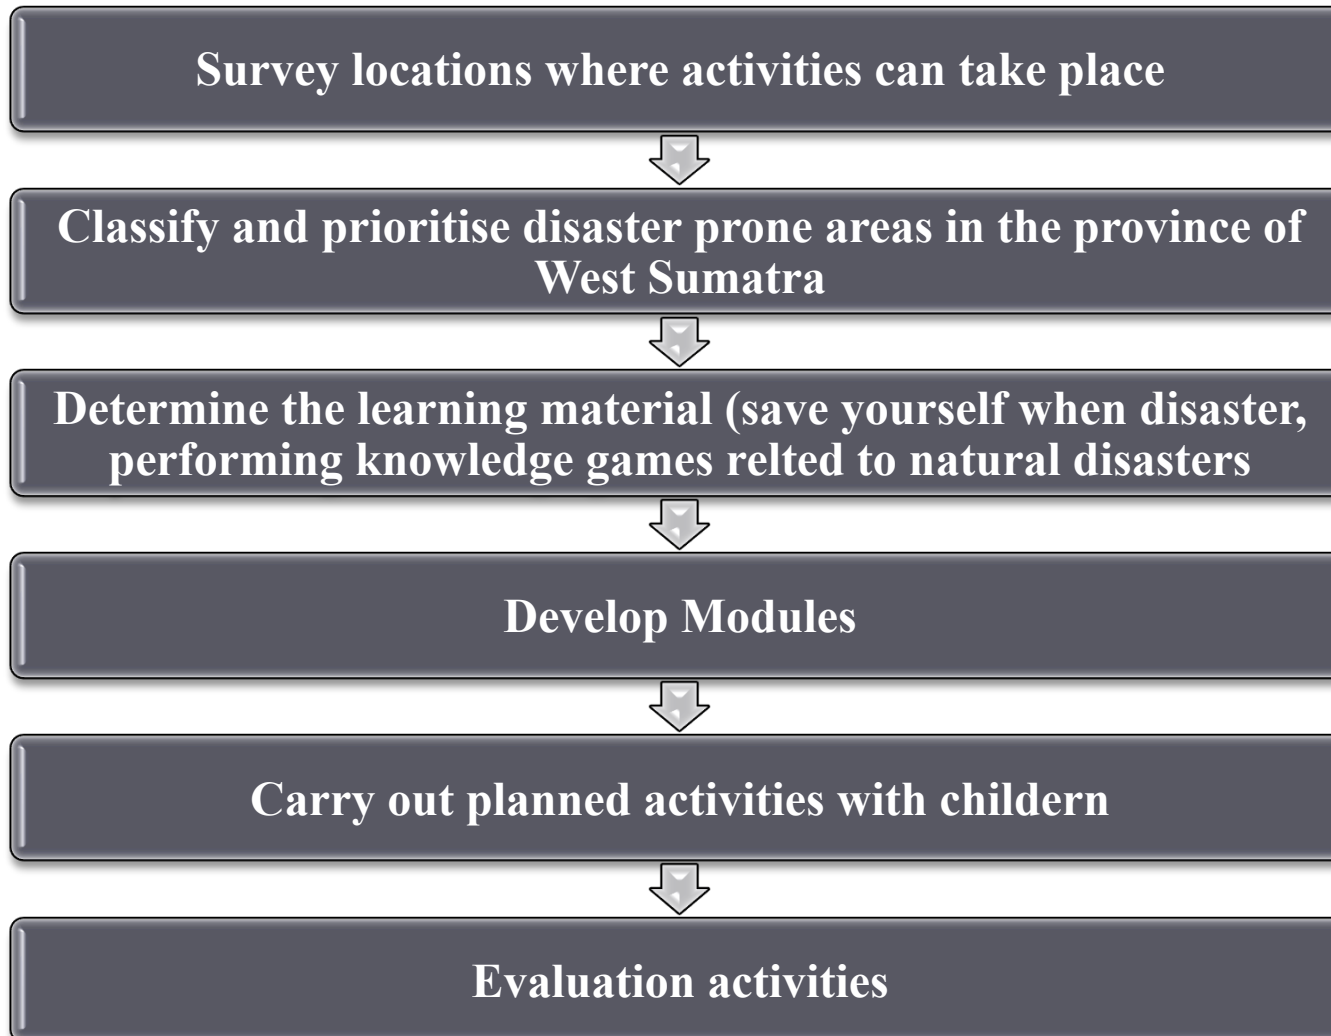 Survey locations where activities can take place
Classify and prioritise disaster prone areas in the province of
West Sumatra
Determine the learning material (save yourself when disaster,
performing knowledge games relted to natural disasters
Develop Modules
Carry out planned activities with childern
Evaluation activities